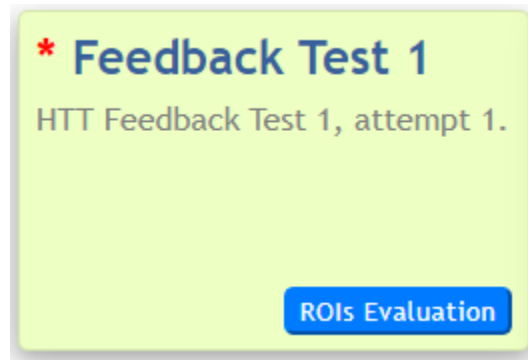 * Feedback Test 1
HTT Feedback Test 1, attempt 1.
ROIs Evaluation